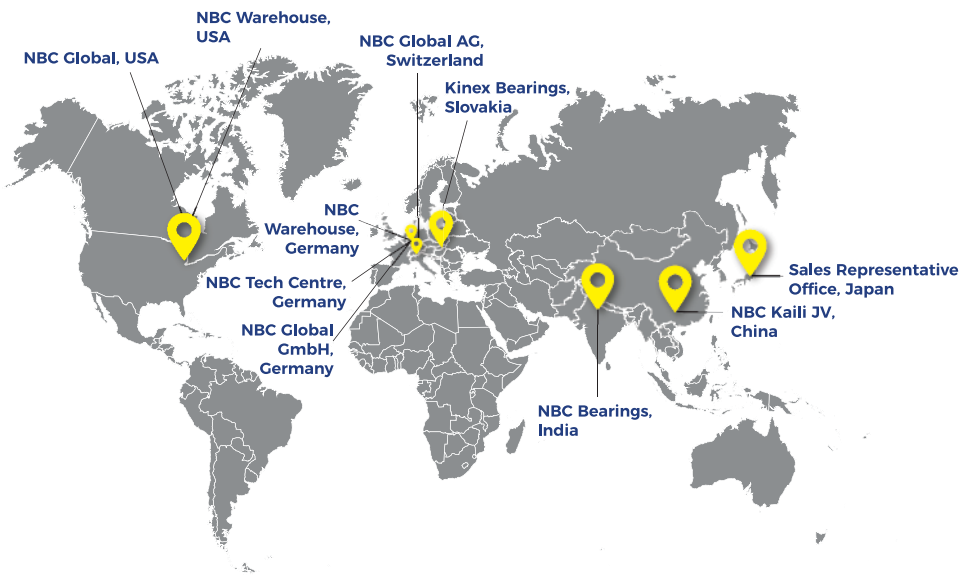 NBC Warehouse,
USA
NBC Global, USA
NBC Global AG,
Switzerland
Kinex Bearings,
Slovakia
NBC
Warehouse,
Germany
NBC Tech Centre,
Germany
NBC Global
GmbH,
Germany
Sales Representative
Office, Japan
NBC Kaili JV,
China
NBC Bearings,
India